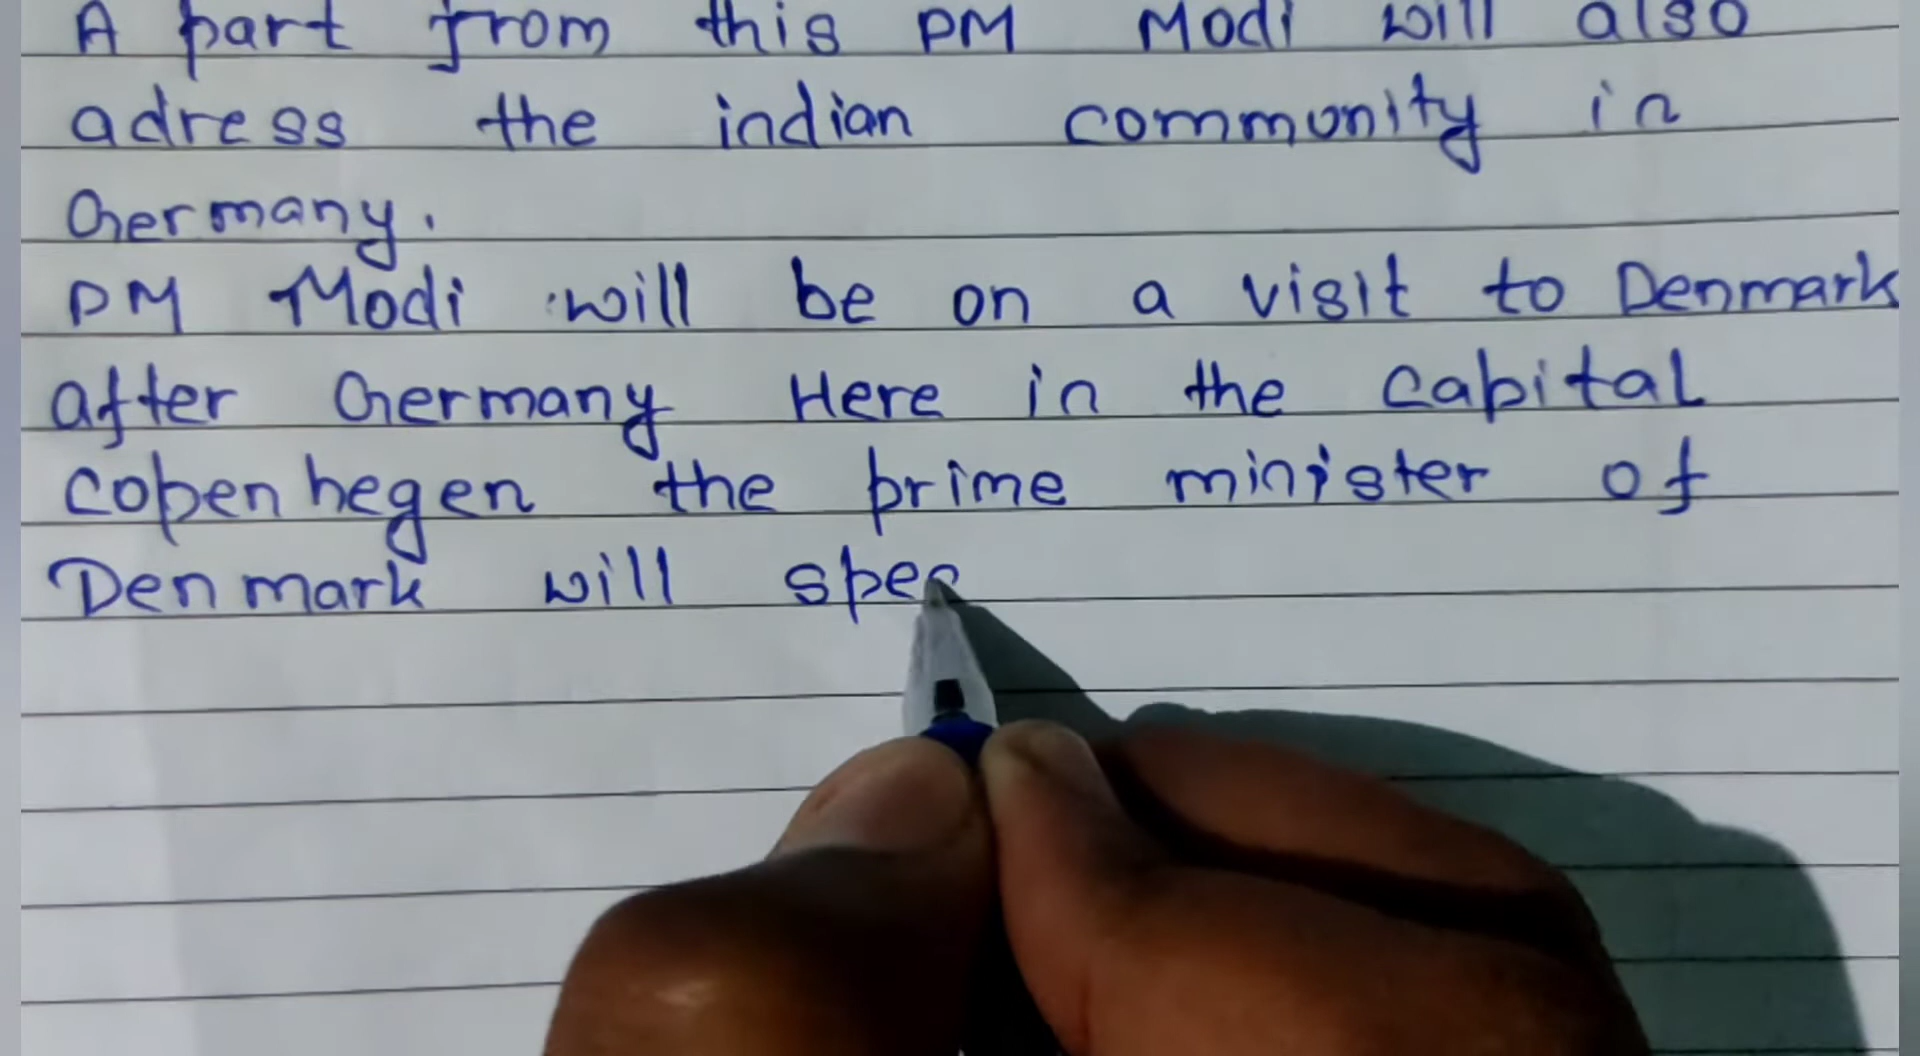 A part from this PM Modi will also
adress the indian community in
Germany.
PM Modi will be on a visit to Denmark
after Germany Here in the capital
copenhegen the prime minister of
Denmark will spec